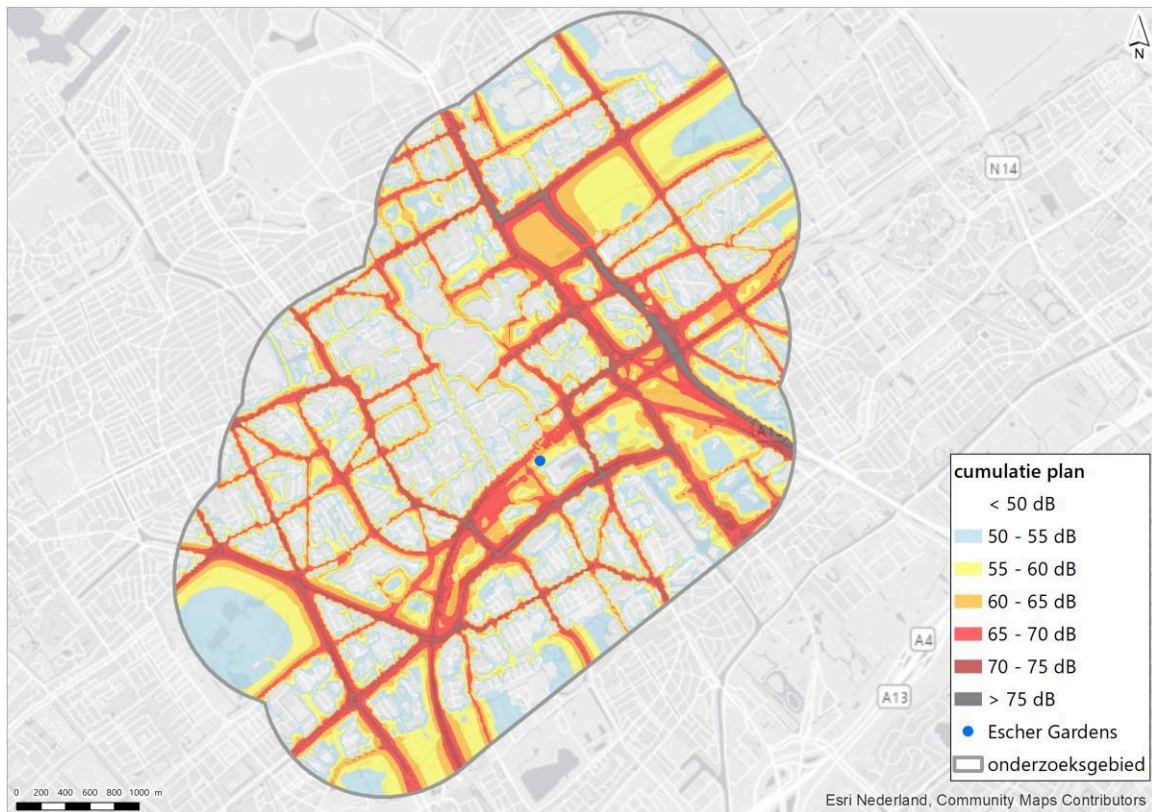 N
N14
A12
cumulatie plan
< 50 dB
50 - 55 dB
55 - 60 dB
60 - 65 dB
65 - 70 dB
70 - 75 dB
> 75 dB
Escher Gardens
onderzoeksgebied
A4
A13
0 200 400 600 800 1000 m
Esri Nederland, Community Maps Contributors